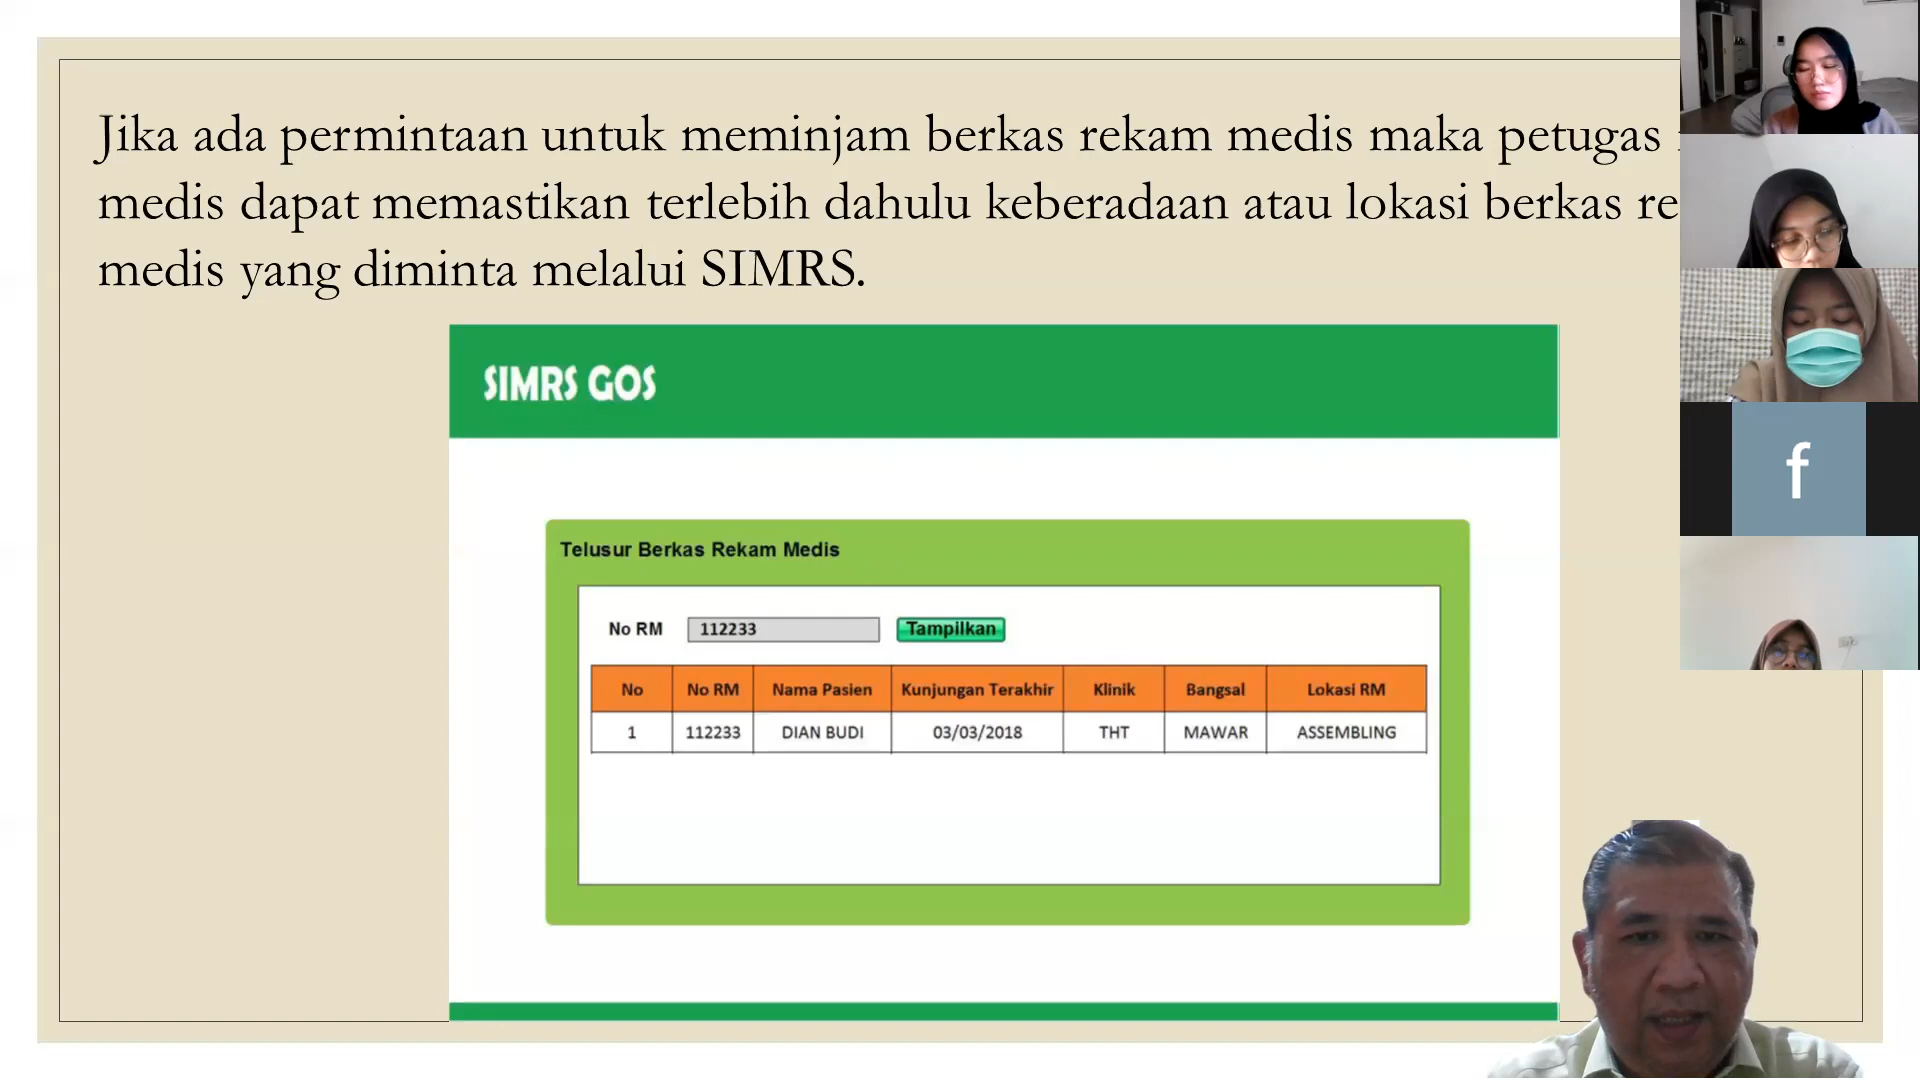 Jika ada permintaan untuk meminjam berkas rekam medis maka petugas
medis dapat memastikan terlebih dahulu keberadaan atau lokasi berkas re
medis yang diminta melalui SIMRS.
SIMRS GOS
Telusur Berkas Rekam Medis
No RM 112233 Tampilkan
No No RM Nama Pasien Kunjungan Terakhir Klinik Bangsal Lokasi RM
1 112233 DIAN BUDI 03/03/2018 THT MAWAR ASSEMBLING
f